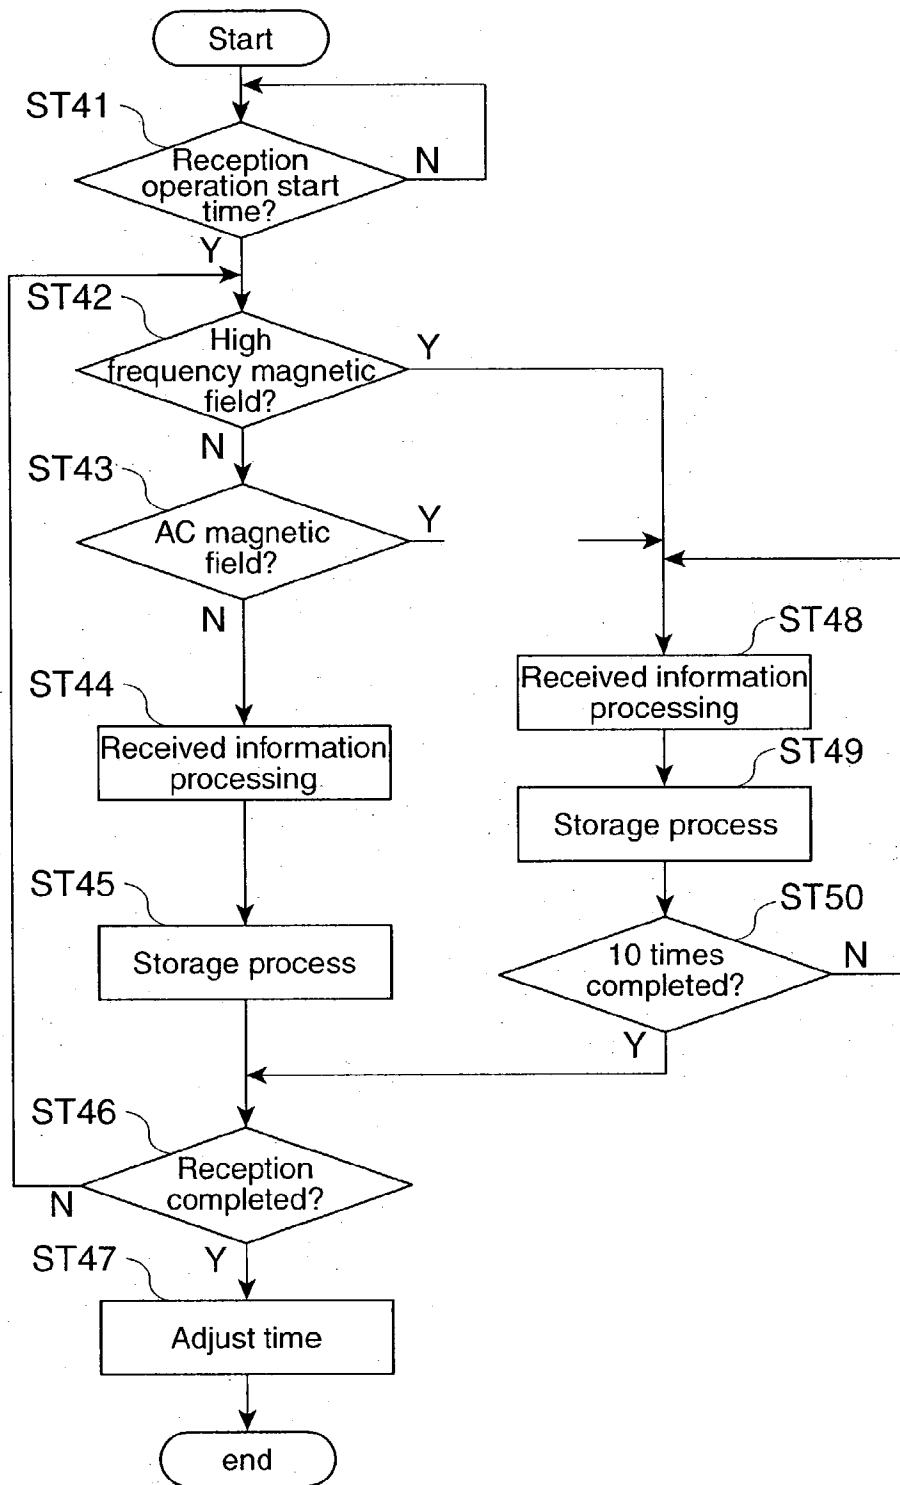 Start
ST41
Reception
operation start
time?
N
Y
ST42
High
frequency magnetic
field?
Y
N
ST43
AC magnetic
field?
Y
N
ST44
Received information
processing
ST45
Storage process
ST48
Received information
processing
ST49
Storage process
ST50
10 times
completed?
N
Y
ST46
Reception
completed?
N
Y
ST47
Adjust time
end